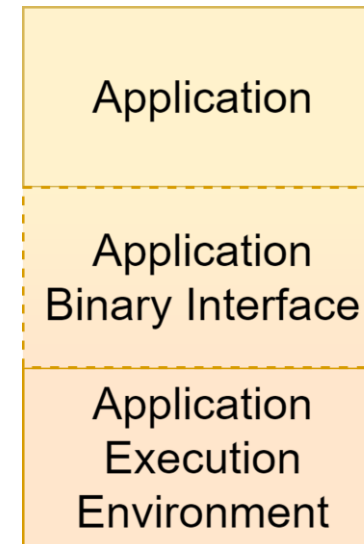 Application
Application
Binary Interface
Application
Execution
Environment